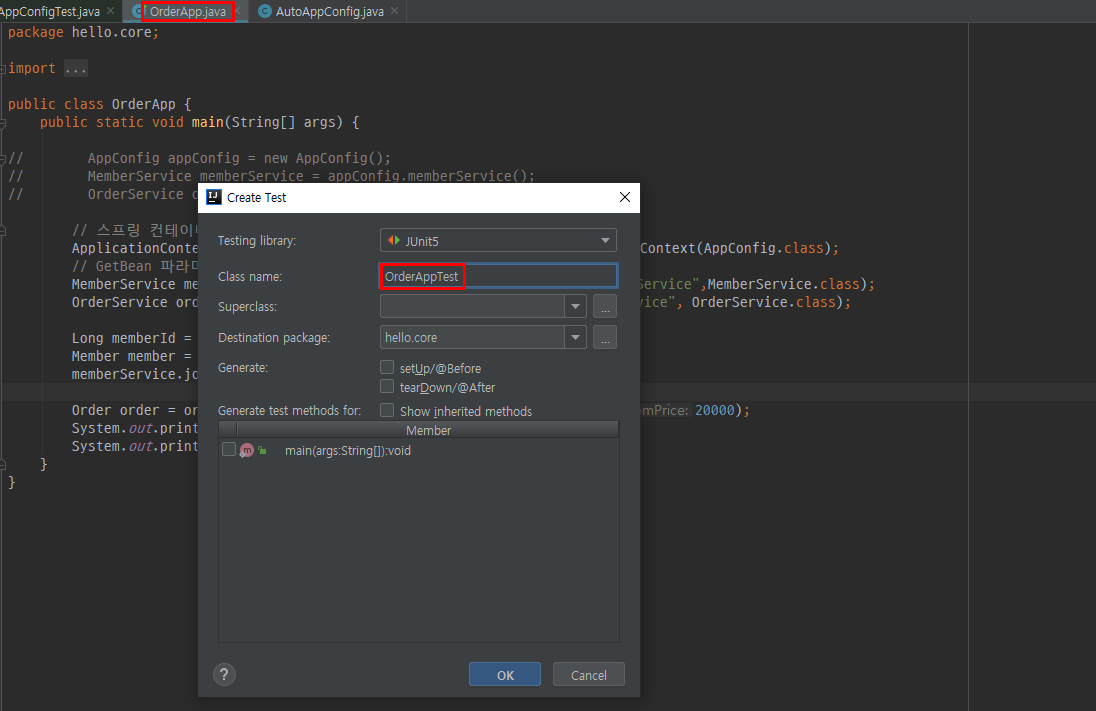 AppConfigTest.java × OrderApp.java × AutoAppConfig.java ×
package hello.core;
import ...
public class OrderApp {
public static void main(String[] args) {
// AppConfig appConfig = new AppConfig();
// MemberService memberService = appConfig.memberService();
// OrderService o
Create Test
// 스프링 컨테이
Testing library: JUnit5
ApplicationConte Context(AppConfig.class);
// GetBean 파라미
Class name: OrderAppTest
MemberService me Service",MemberService.class);
OrderService ord vice", OrderService.class);
Superclass: ...
Destination package: hello.core ...
Long memberId =
Member member =
memberService.jo
Generate: setUp/@Before
tearDown/@After
Order order = or emPrice: 20000);
Generate test methods for: Show inherited methods
System.out.print
Member
System.out.print
m main(args:String[]):void
}
}
? OK Cancel